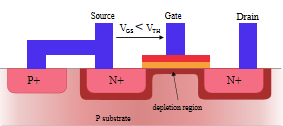 Source Gate Drain
V_GS < V_TH
P+ N+ N+
depletion region
P substrate